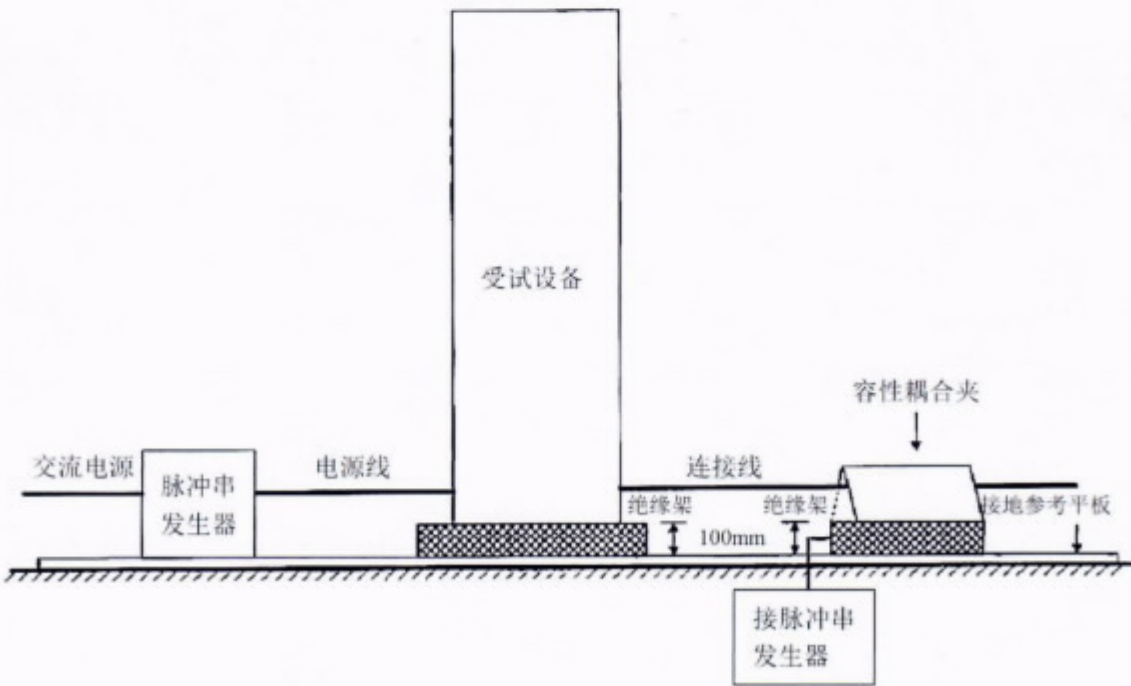 受试设备
容性耦合夹
交流电源
脉冲串
发生器
电源线
连接线
绝缘架
100mm
绝缘架
接地参考平板
接脉冲串
发生器